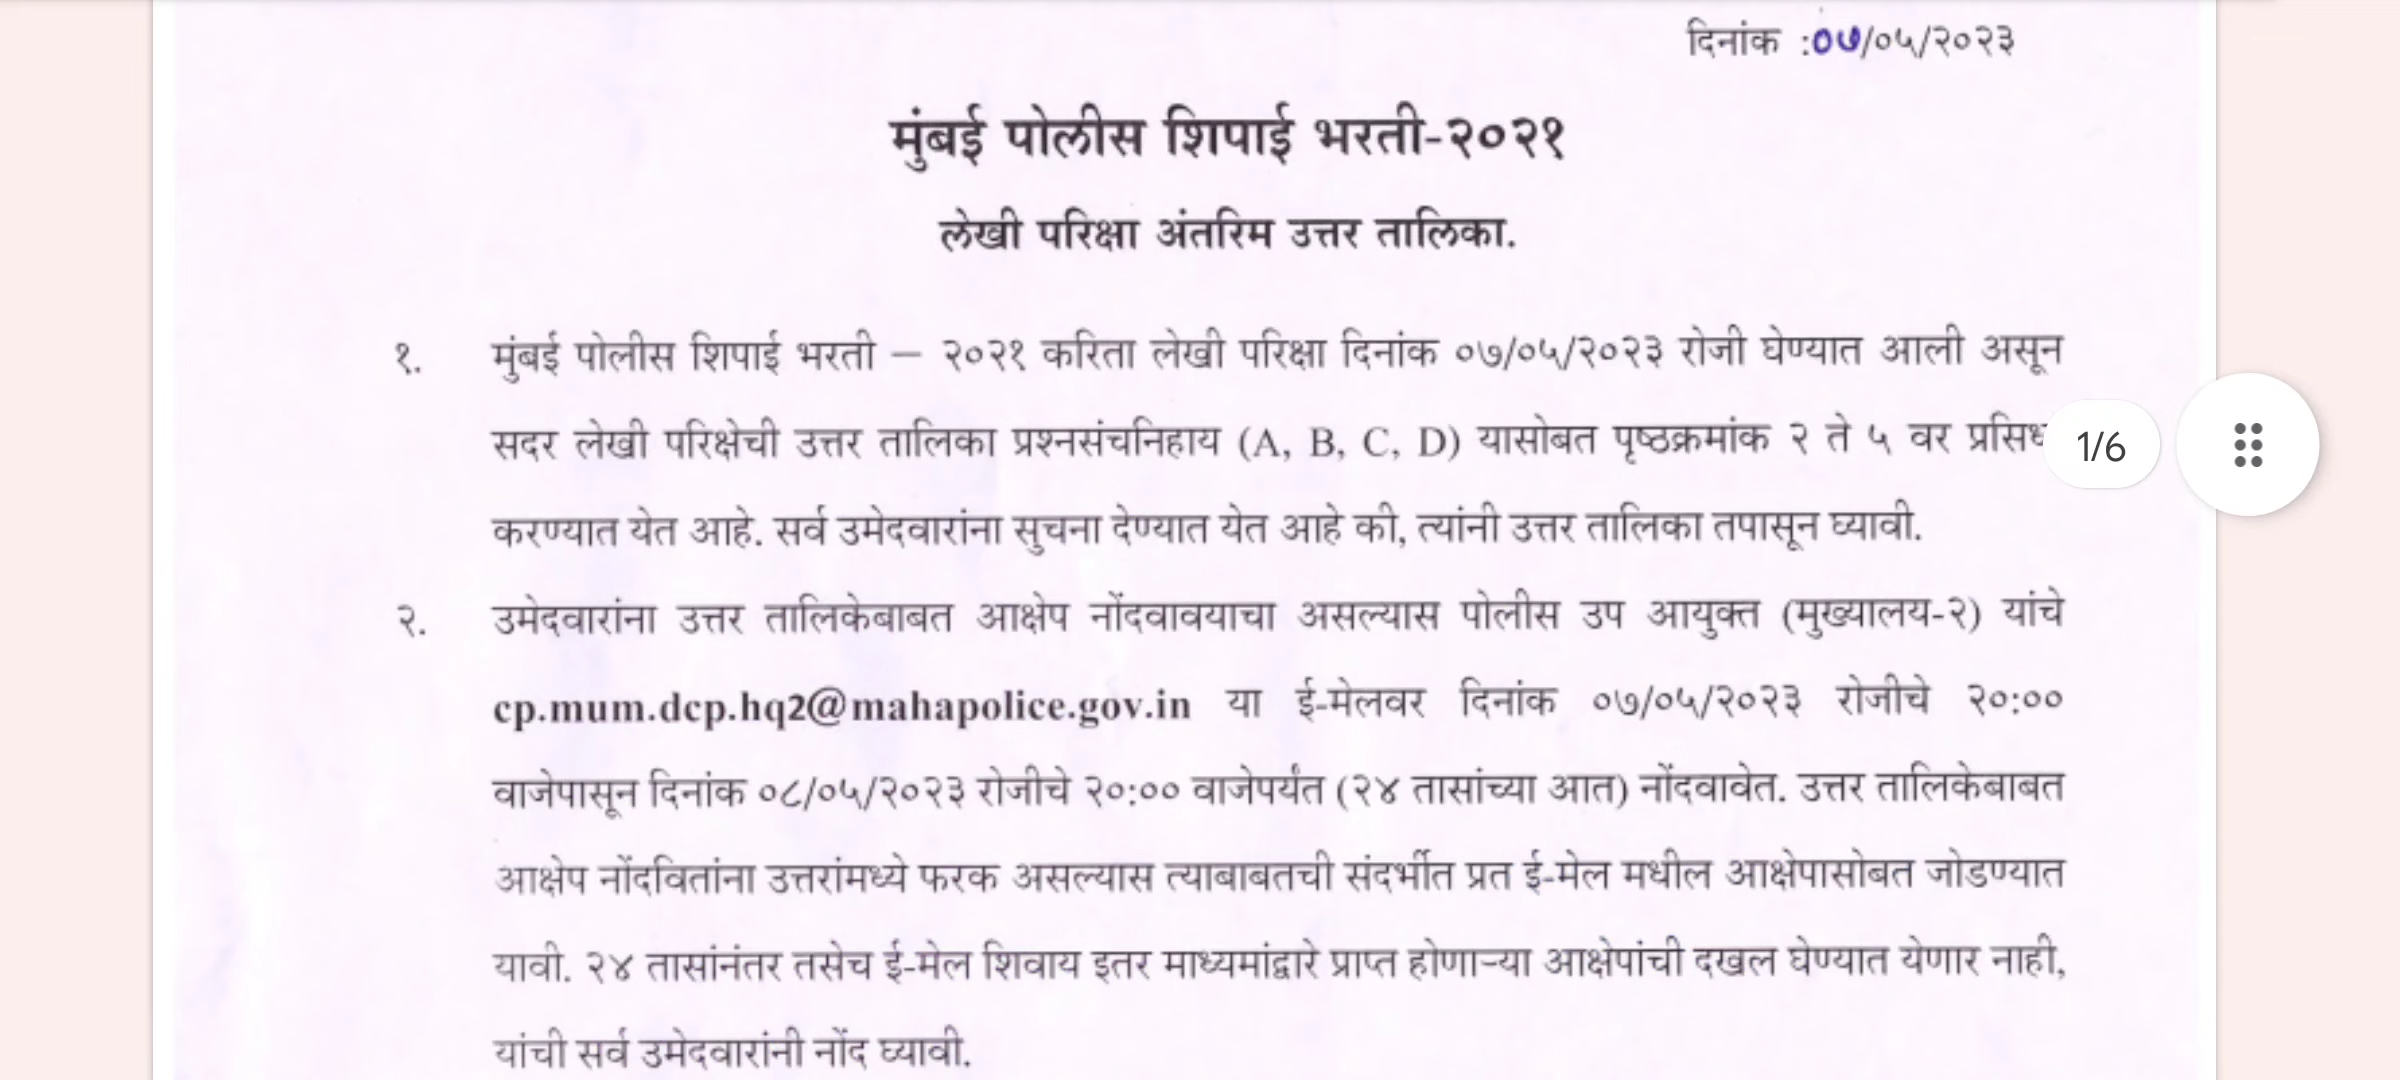 दिनांक :०७/०५/२०२३
मुंबई पोलीस शिपाई भरती-२०२१
लेखी परिक्षा अंतरिम उत्तर तालिका.
१. मुंबई पोलीस शिपाई भरती – २०२१ करिता लेखी परिक्षा दिनांक ०७/०५/२०२३ रोजी घेण्यात आली असून
सदर लेखी परिक्षेची उत्तर तालिका प्रश्नसंचनिहाय (A, B, C, D) यासोबत पृष्ठक्रमांक २ ते ५ वर
1/6
करण्यात येत आहे. सर्व उमेदवारांना सुचना देण्यात येत आहे की, त्यांनी उत्तर तालिका तपासून घ्यावी.
२. उमेदवारांना उत्तर तालिकेबाबत आक्षेप नोंदवावयाचा असल्यास पोलीस उप आयुक्त (मुख्यालय-२) यांचे
cp.mum.dcp.hq2@mahapolice.gov.in या ई-मेलवर दिनांक ०७/०५/२०२३ रोजीचे २०:००
वाजेपासून दिनांक ०८/०५/२०२३ रोजीचे २०:०० वाजेपर्यंत (२४ तासांच्या आत) नोंदवावेत. उत्तर तालिकेबाबत
आक्षेप नोंदवितांना उत्तरांमध्ये फरक असल्यास त्याबाबतची संदर्भीत प्रत ई-मेल मधील आक्षेपासोबत जोडण्यात
यावी. २४ तासांनंतर तसेच ई-मेल शिवाय इतर माध्यमांद्वारे प्राप्त होणाऱ्या आक्षेपांची दखल घेण्यात येणार नाही,
यांची सर्व उमेदवारांनी नोंद घ्यावी.